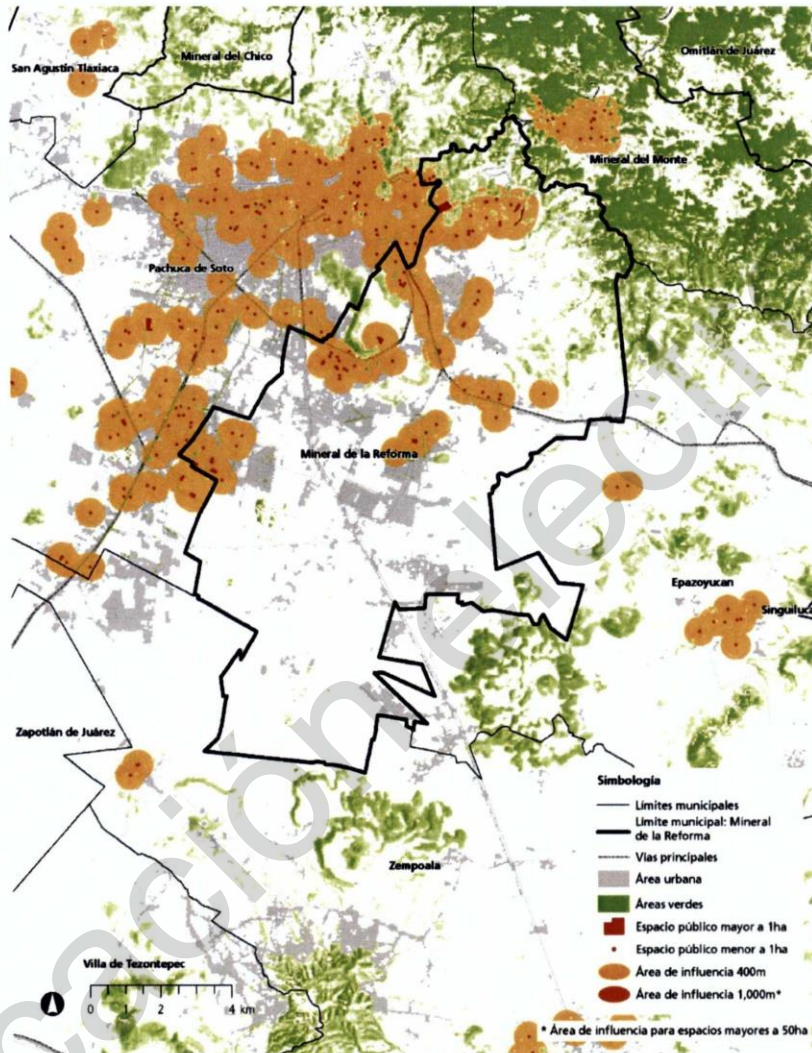 Mineral del Chico
Omitlán de Juárez
San Agustín Tlaxiaca
Mineral del Monte
Pachuca de Soto
Mineral de la Reforma
Epazoyucan
Singuiluca
Zapotlán de Juárez
Zempoala
Villa de Tezontepec
0 2 4 km
Simbología
Límites municipales
Límite municipal: Mineral
de la Reforma
Vías principales
Área urbana
Áreas verdes
Espacio público mayor a 1ha
Espacio público menor a 1ha
Área de influencia 400m
Área de influencia 1,000m*
* Área de influencia para espacios mayores a 50ha